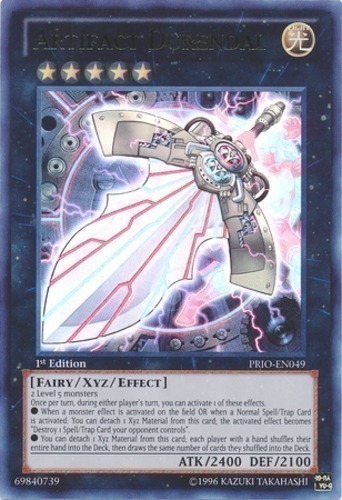 Artifact Durendal
LIGHT
光
1st Edition
PRIO-EN049
[Fairy/Xyz/Effect]
2 Level 5 monsters
Once per turn, during either player's turn, you can activate 1 of these effects.
● When a monster effect is activated on the field OR when a Normal Spell/Trap Card
is activated: You can detach 1 Xyz Material from this card; the activated effect becomes
"Destroy 1 Spell/Trap Card your opponent controls".
● You can detach 1 Xyz Material from this card; each player with a hand shuffles their
entire hand into the Deck, then draws the same number of cards they shuffled into the Deck.
ATK/2400 DEF/2100
69840739
©1996 KAZUKI TAKAHASHI